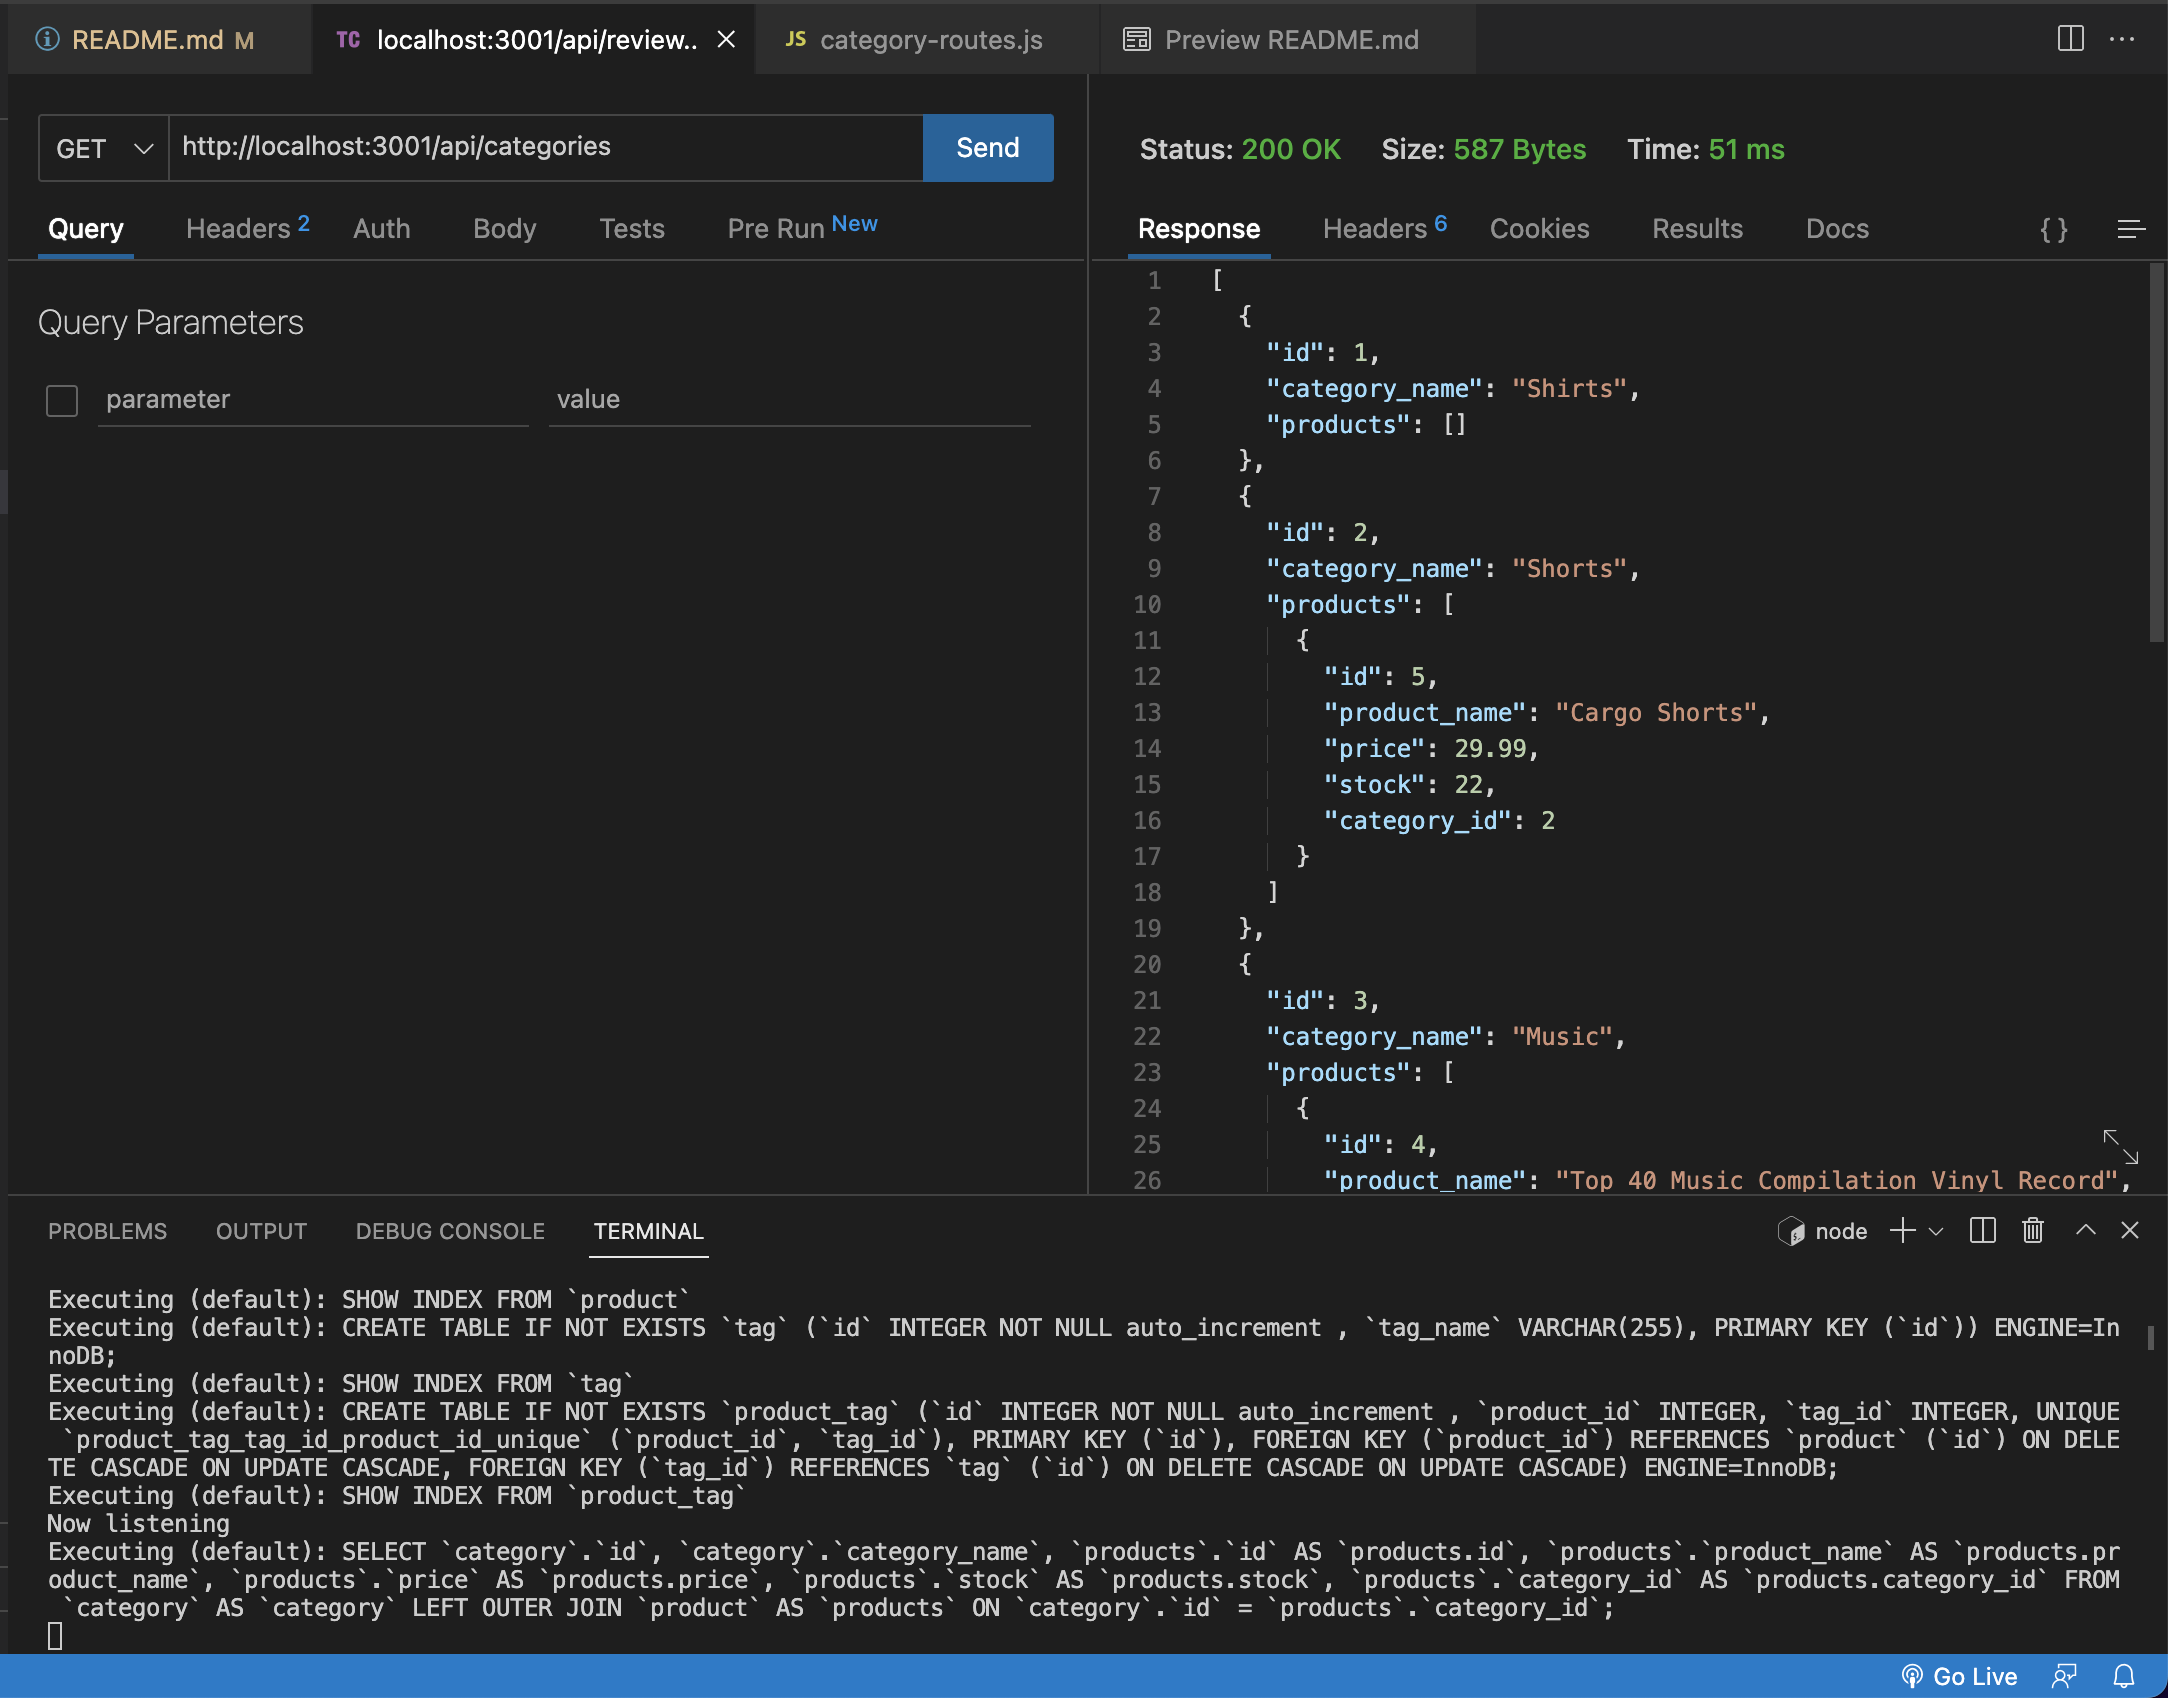 README.md M
TC localhost:3001/api/review..
JS category-routes.js
Preview README.md
GET
http://localhost:3001/api/categories
Send
Query
Headers 2
Auth
Body
Tests
Pre Run New
Query Parameters
parameter
value
Status: 200 OK Size: 587 Bytes Time: 51 ms
Response
Headers 6
Cookies
Results
Docs
{ }
1 [
2 {
3 "id": 1,
4 "category_name": "Shirts",
5 "products": []
6 },
7 {
8 "id": 2,
9 "category_name": "Shorts",
10 "products": [
11 {
12 "id": 5,
13 "product_name": "Cargo Shorts",
14 "price": 29.99,
15 "stock": 22,
16 "category_id": 2
17 }
18 ]
19 },
20 {
21 "id": 3,
22 "category_name": "Music",
23 "products": [
24 {
25 "id": 4,
26 "product_name": "Top 40 Music Compilation Vinyl Record",
PROBLEMS
OUTPUT
DEBUG CONSOLE
TERMINAL
node
Executing (default): SHOW INDEX FROM `product`
Executing (default): CREATE TABLE IF NOT EXISTS `tag` (`id` INTEGER NOT NULL auto_increment , `tag_name` VARCHAR(255), PRIMARY KEY (`id`)) ENGINE=In
noDB;
Executing (default): SHOW INDEX FROM `tag`
Executing (default): CREATE TABLE IF NOT EXISTS `product_tag` (`id` INTEGER NOT NULL auto_increment , `product_id` INTEGER, `tag_id` INTEGER, UNIQUE
`product_tag_tag_id_product_id_unique` (`product_id`, `tag_id`), PRIMARY KEY (`id`), FOREIGN KEY (`product_id`) REFERENCES `product` (`id`) ON DELE
TE CASCADE ON UPDATE CASCADE, FOREIGN KEY (`tag_id`) REFERENCES `tag` (`id`) ON DELETE CASCADE ON UPDATE CASCADE) ENGINE=InnoDB;
Executing (default): SHOW INDEX FROM `product_tag`
Now listening
Executing (default): SELECT `category`.`id`, `category`.`category_name`, `products`.`id` AS `products.id`, `products`.`product_name` AS `products.pr
oduct_name`, `products`.`price` AS `products.price`, `products`.`stock` AS `products.stock`, `products`.`category_id` AS `products.category_id` FROM
`category` AS `category` LEFT OUTER JOIN `product` AS `products` ON `category`.`id` = `products`.`category_id`;
Go Live